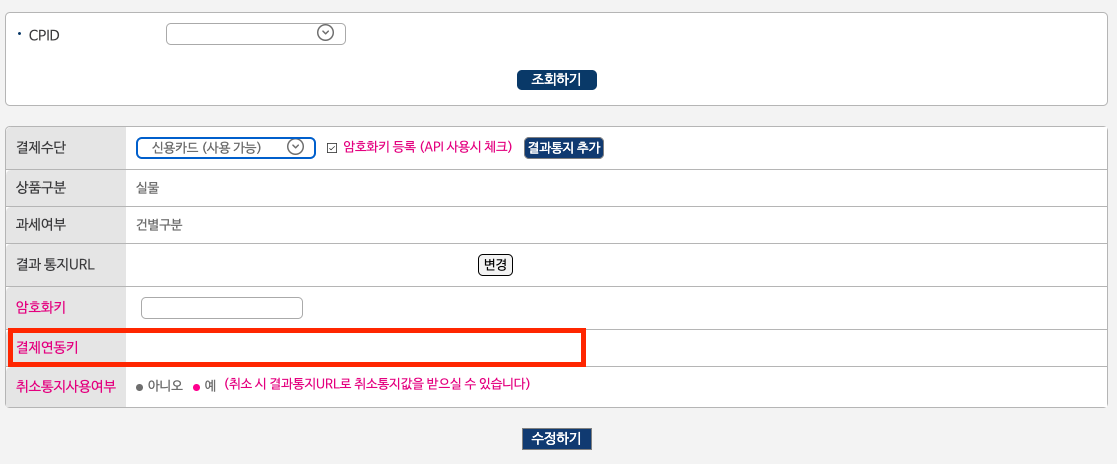 CPID
조회하기
결제수단 신용카드 (사용 가능) 암호화키 등록 (API 사용시 체크) 결과통지 추가
상품구분 실물
과세여부 건별구분
결과 통지URL 변경
암호화키
결제연동키
취소통지사용여부 아니오 예 (취소 시 결과통지URL로 취소통지값을 받으실 수 있습니다)
수정하기